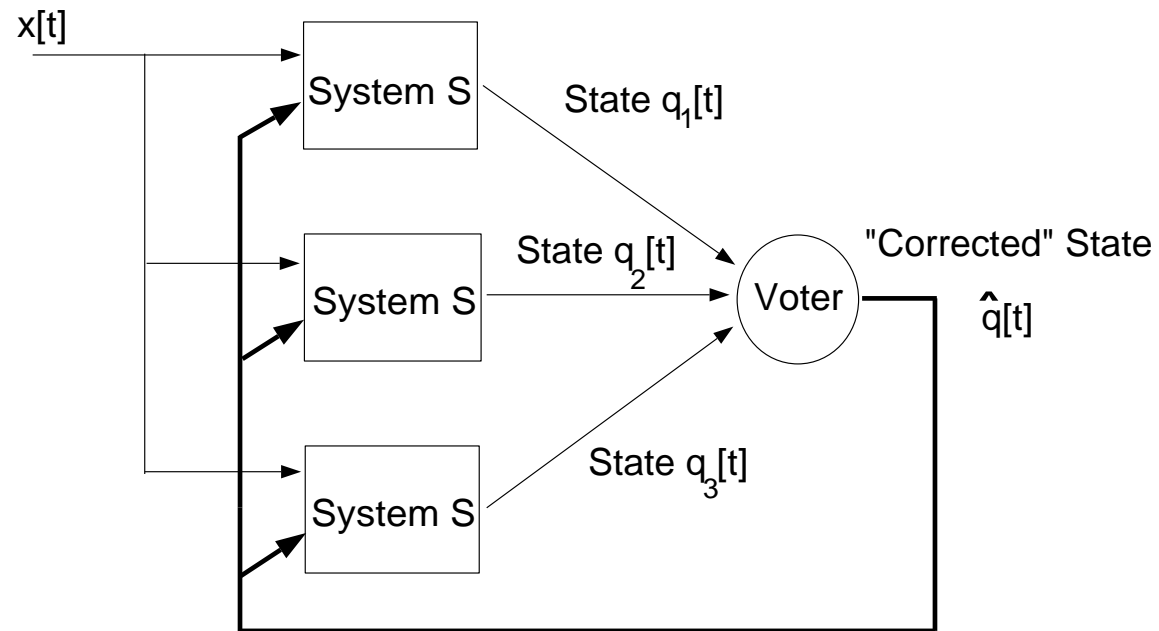 x[t]
System S
State q₁[t]
System S
State q₂[t]
Voter
"Corrected" State
q̂[t]
System S
State q₃[t]